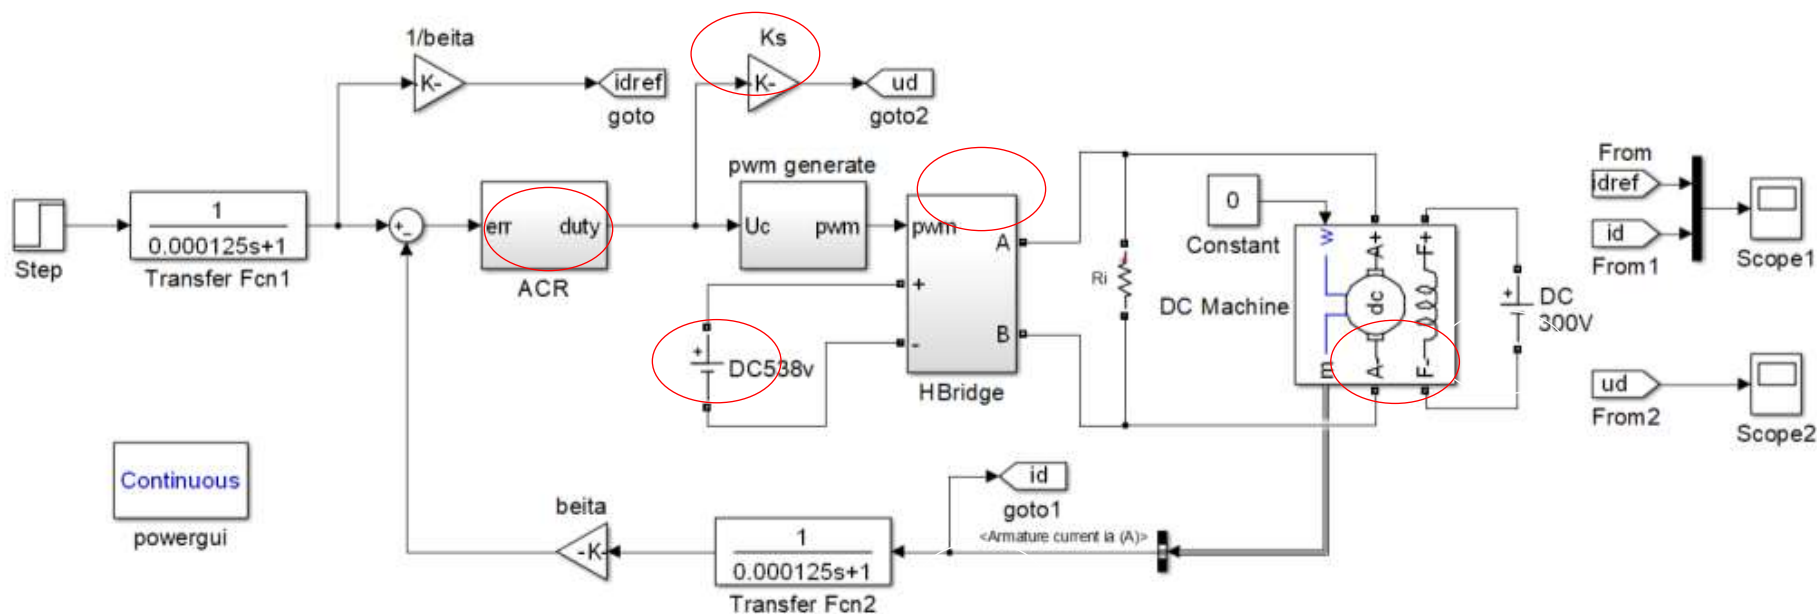 1/beita
K-
idref
goto
Ks
K-
ud
goto2
Step
1
0.000125s+1
Transfer Fcn1
+
-
err
duty
ACR
pwm generate
Uc
pwm
pwm
A
+
-
B
HBridge
+
DC538v
Ri
0
Constant
DC Machine
w
A+
F+
dc
m
A-
F-
+
DC
300V
From
idref
id
From1
Scope1
ud
From2
Scope2
Continuous
powergui
beita
-K-
1
0.000125s+1
Transfer Fcn2
id
goto1
<Armature current ia (A)>